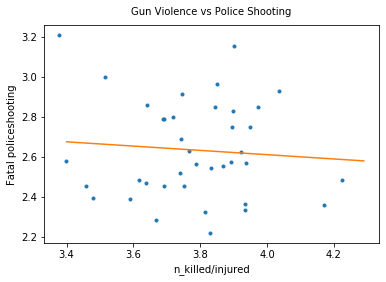 Gun Violence vs Police Shooting
Fatal policeshooting
3.2
3.0
2.8
2.6
2.4
2.2
3.4 3.6 3.8 4.0 4.2
n_killed/injured